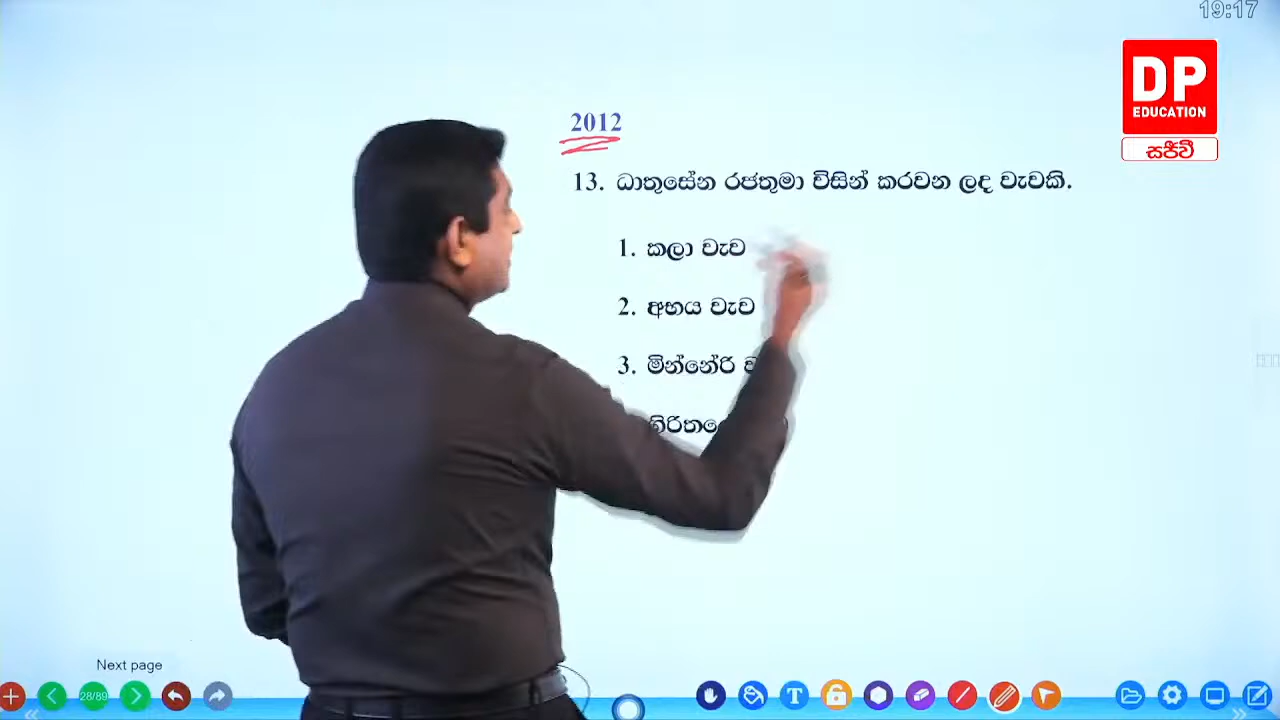 19:17
DP
EDUCATION
සජීවී
2012
13. ධාතුසේන රජතුමා විසින් කරවන ලද වැවකි.
1. කලා වැව
2. අභය වැව
3. මින්නේරි
Next page
28/89